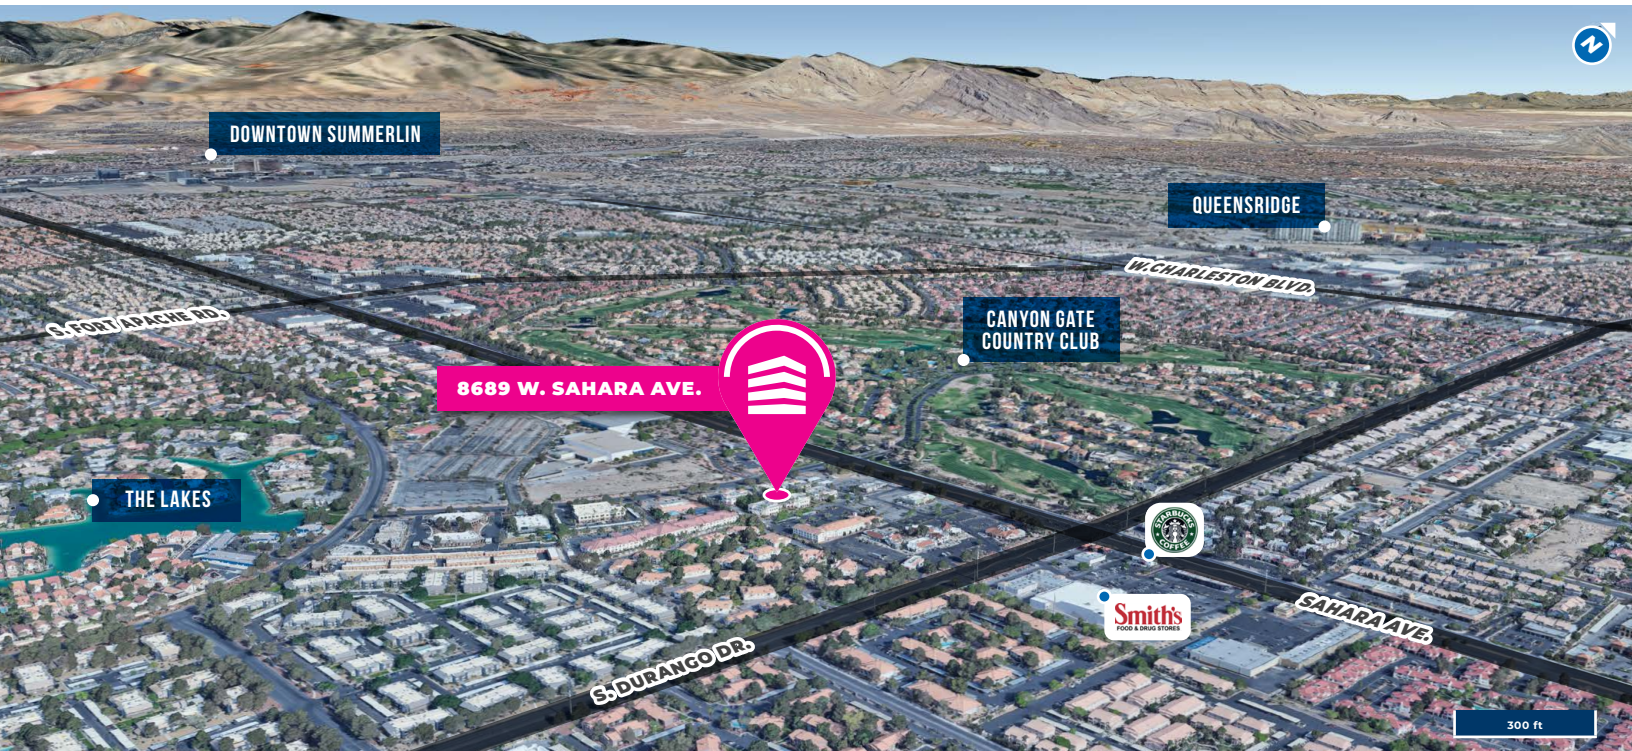 N
DOWNTOWN SUMMERLIN
QUEENSRIDGE
W. CHARLESTON BLVD.
S. FORT APACHE RD.
CANYON GATE
COUNTRY CLUB
8689 W. SAHARA AVE.
THE LAKES
STARBUCKS
COFFEE
Smith's
FOOD & DRUG STORES
SAHARA AVE.
S. DURANGO DR.
300 ft